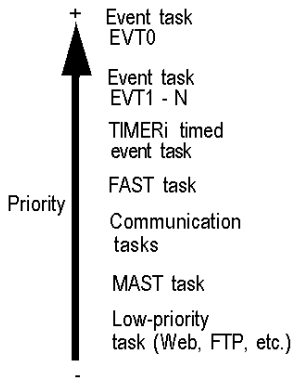 +
Event task
EVT0
Event task
EVT1 - N
TIMERi timed
event task
FAST task
Priority
Communication
tasks
MAST task
Low-priority
task (Web, FTP, etc.)
-